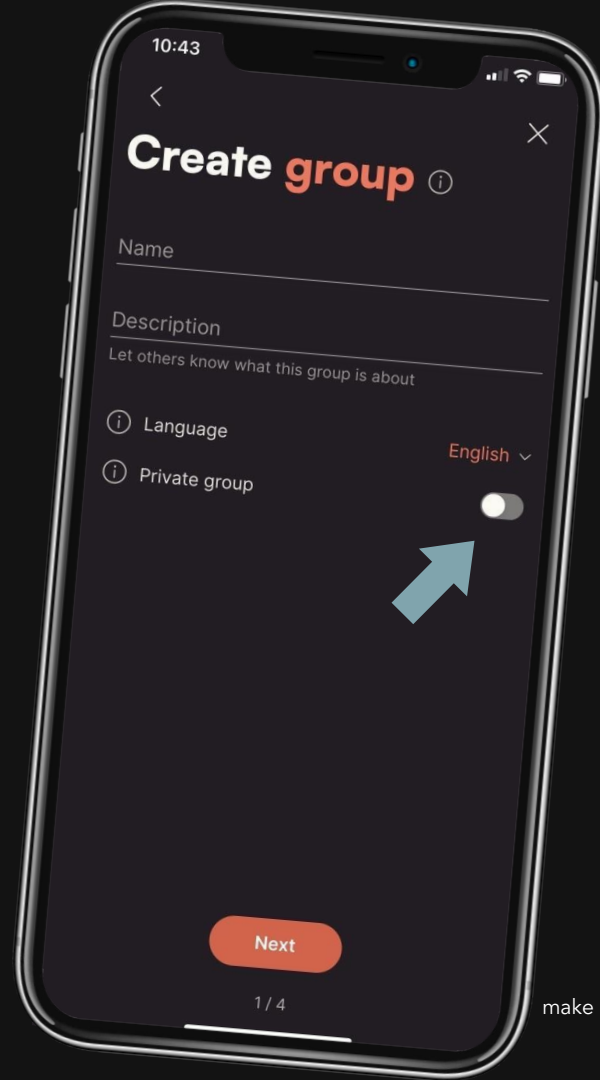 10:43
Create group
Name
Description
Let others know what this group is about
Language
English
Private group
Next
1 / 4
make